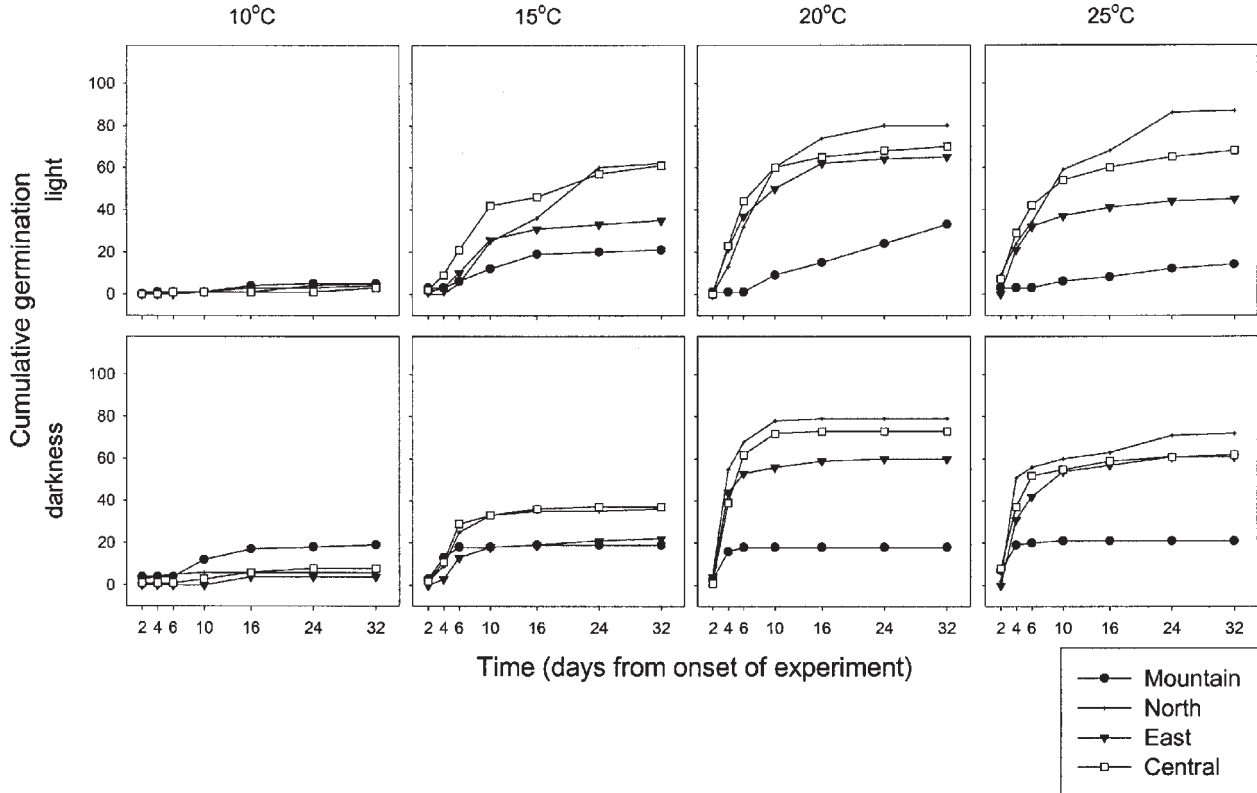 10°C 15°C 20°C 25°C
100
80
60
40
20
0
100
80
60
40
20
0
Cumulative germination
light
darkness
2 4 6 10 16 24 32 2 4 6 10 16 24 32 2 4 6 10 16 24 32 2 4 6 10 16 24 32
Time (days from onset of experiment)
Mountain
North
East
Central